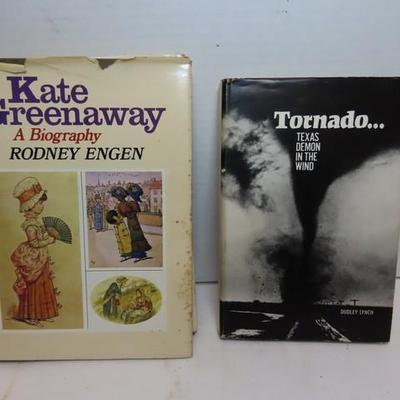 Kate
Greenaway
A Biography
RODNEY ENGEN
Tornado...
TEXAS
DEMON
IN THE
WIND
DUDLEY LYNCH